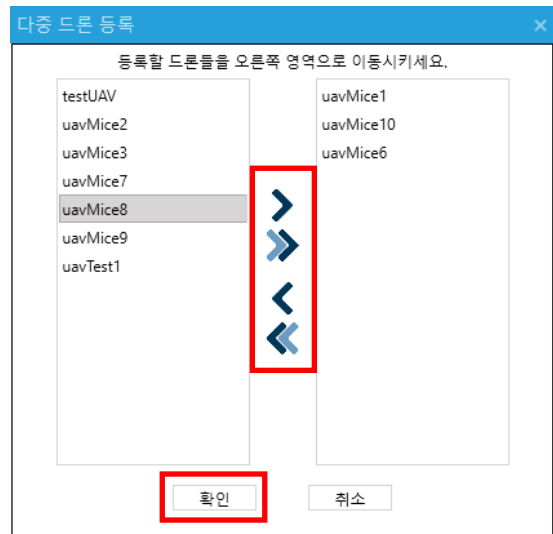 다중 드론 등록
등록할 드론들을 오른쪽 영역으로 이동시키세요.
testUAV
uavMice2
uavMice3
uavMice7
uavMice8
uavMice9
uavTest1
uavMice1
uavMice10
uavMice6
확인
취소